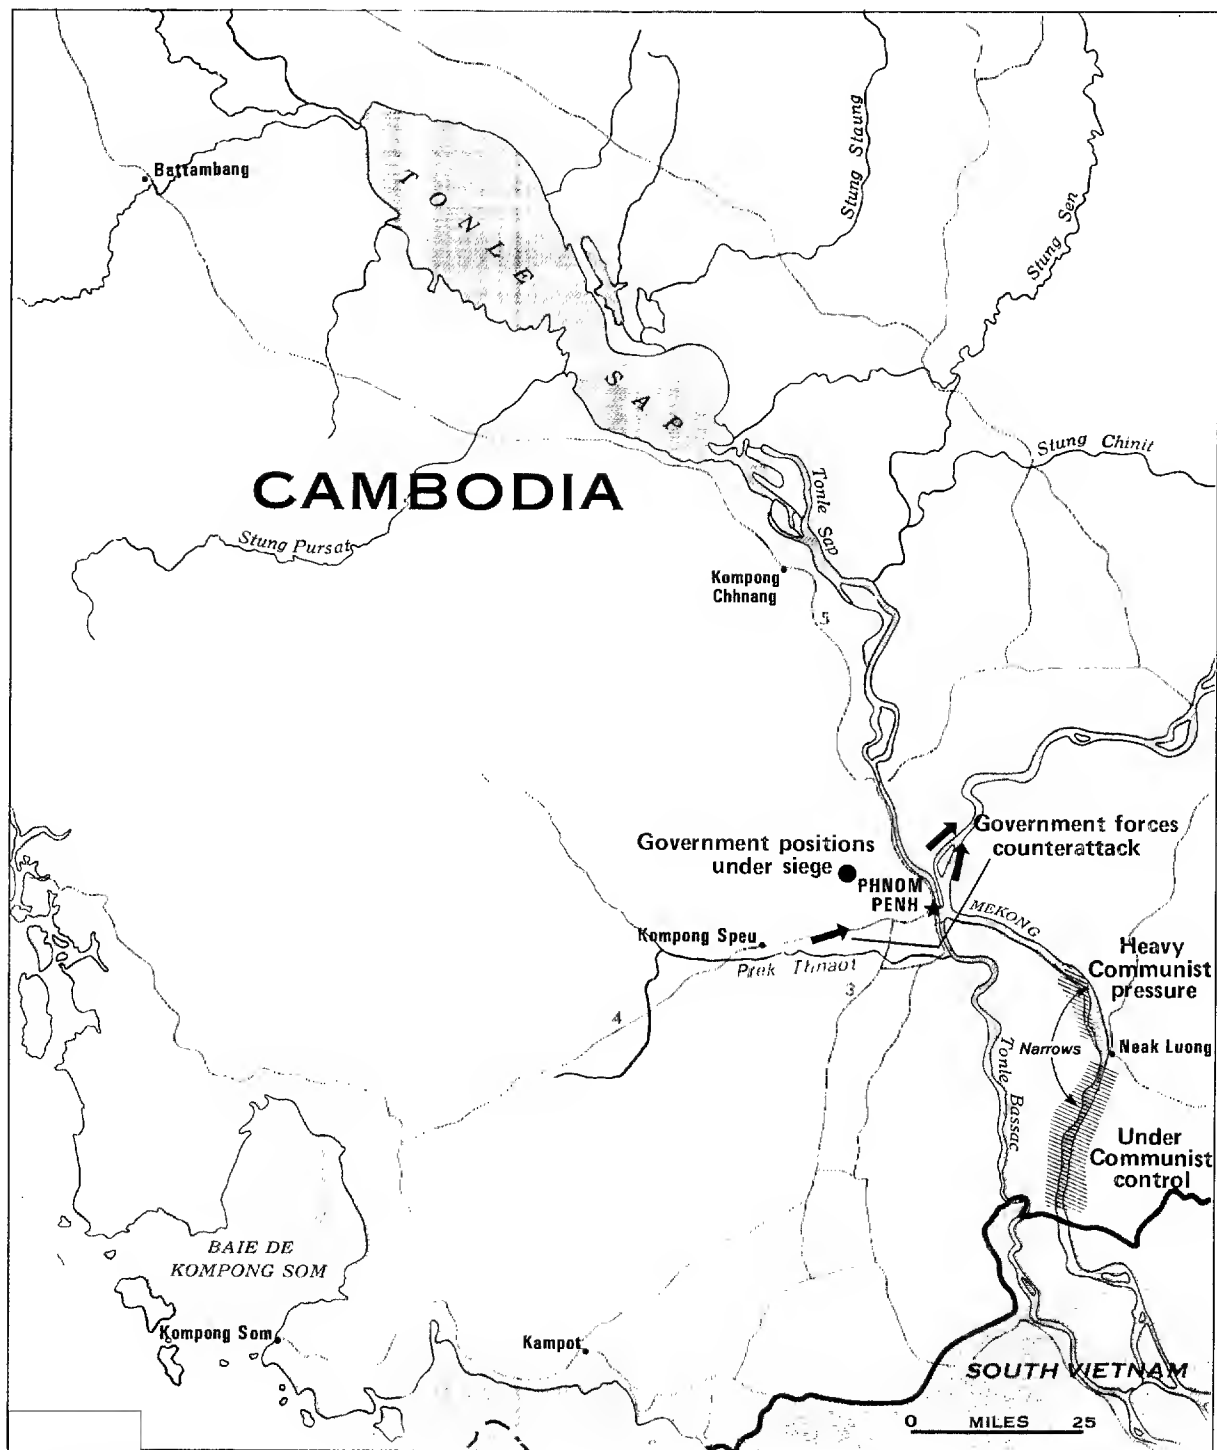 Battambang
TONLE SAP
Stung Staung
Stung Sen
Stung Chinit
CAMBODIA
Stung Pursat
Tonle Sap
Kompong
Chhnang
5
Government positions
under siege
Government forces
counterattack
PHNOM
PENH
MEKONG
Kompong Speu
Prek Thnaot
Heavy
Communist
pressure
3
4
Narrows
Neak Luong
Tonle Bassac
Under
Communist
control
BAIE DE
KOMPONG SOM
Kompong Som
Kampot
SOUTH VIETNAM
0 MILES 25